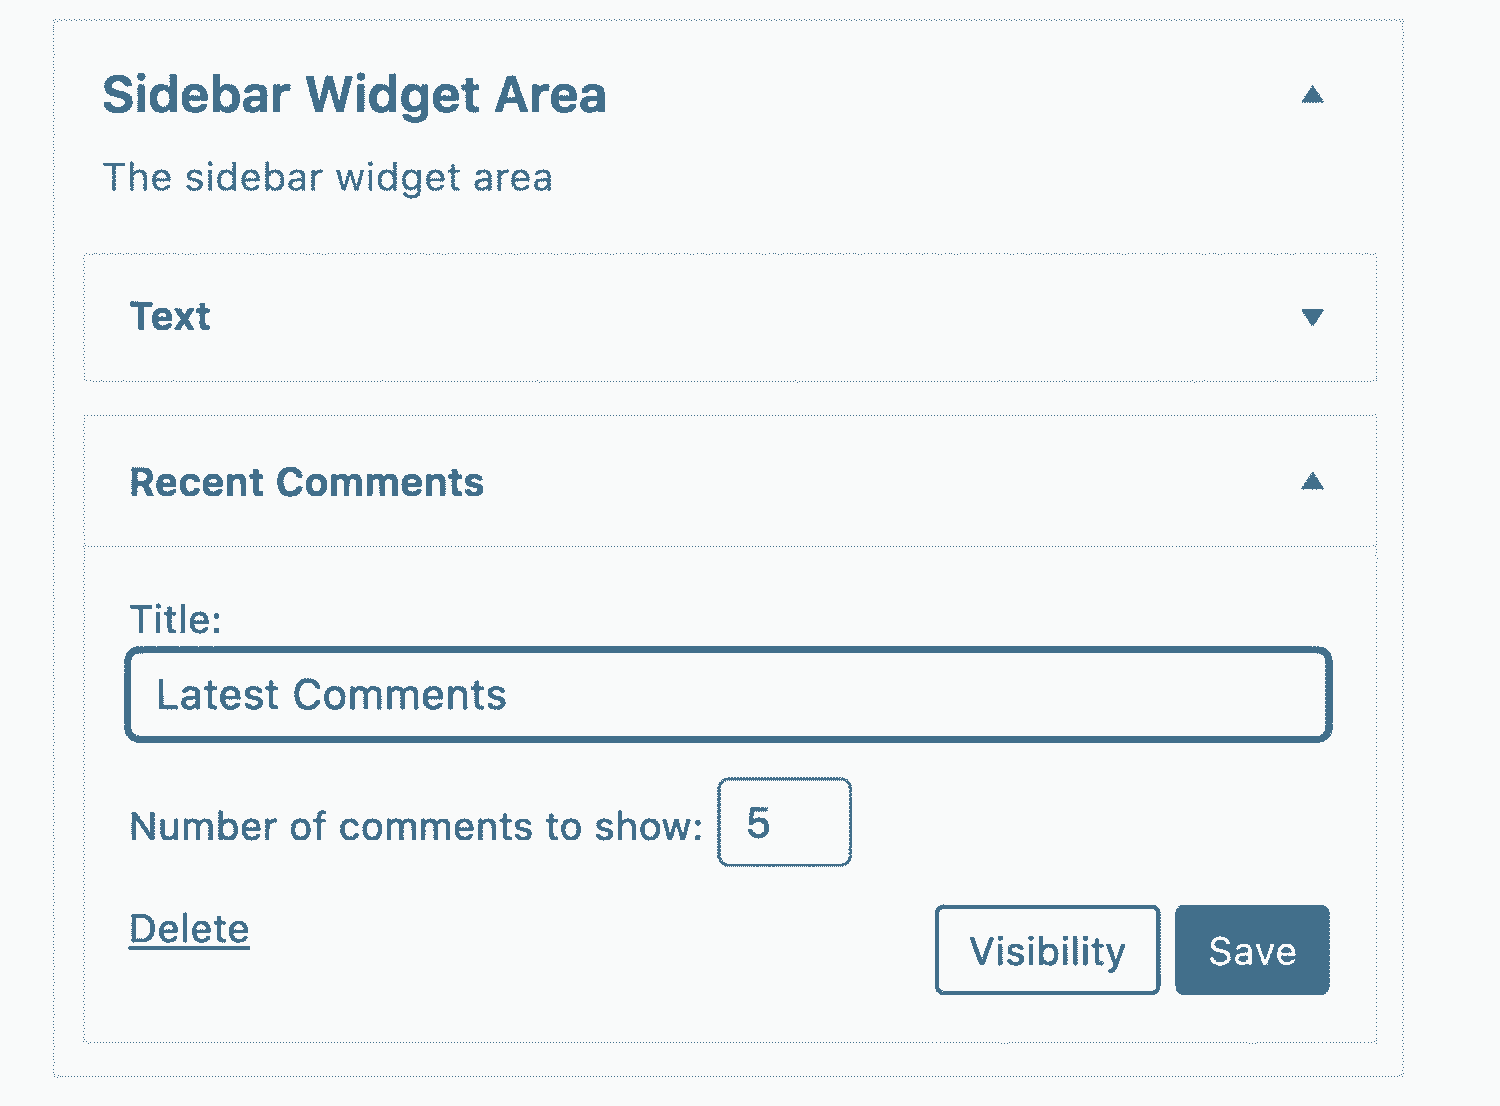 Sidebar Widget Area
The sidebar widget area
Text
Recent Comments
Title:
Latest Comments
Number of comments to show: 5
Delete Visibility Save